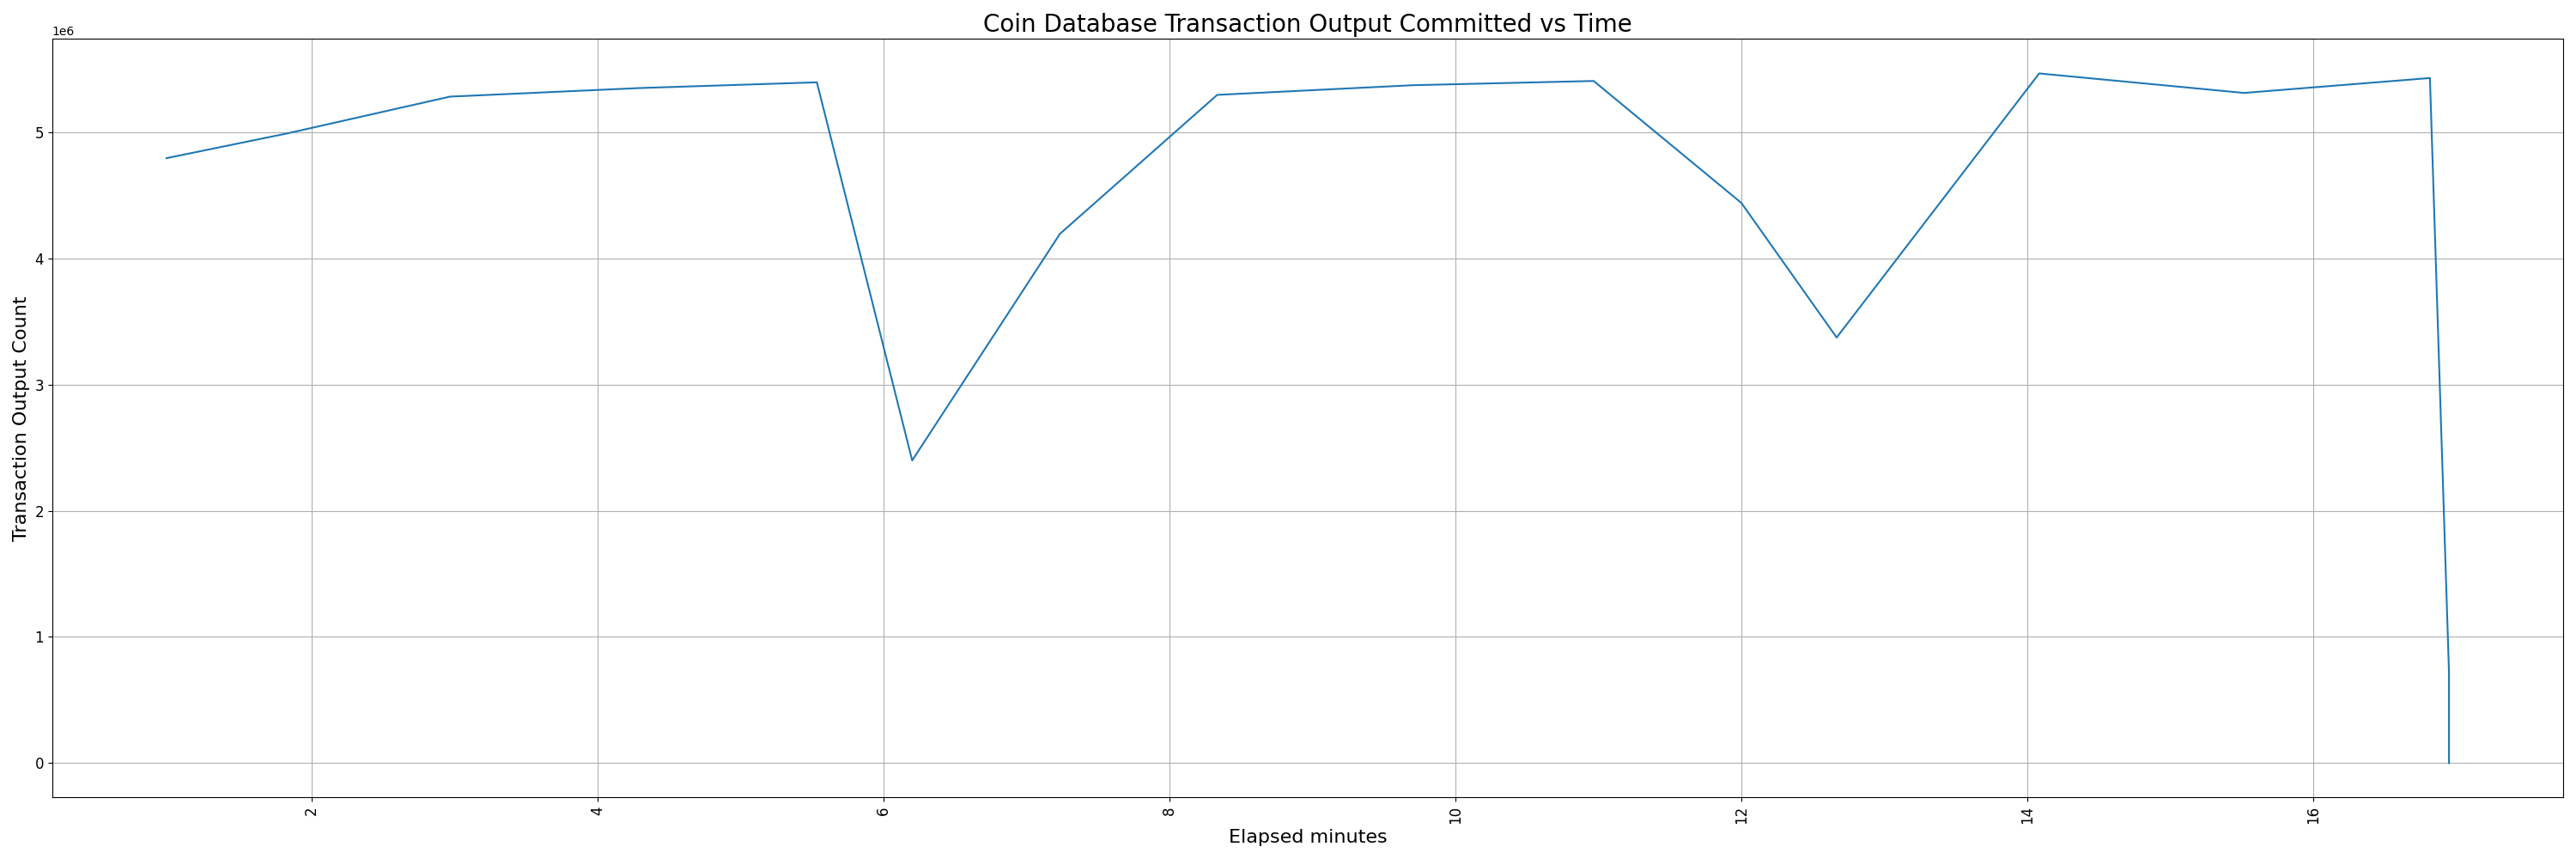 Coin Database Transaction Output Committed vs Time
1e6
Transaction Output Count
5
4
3
2
1
0
2 4 6 8 10 12 14 16
Elapsed minutes